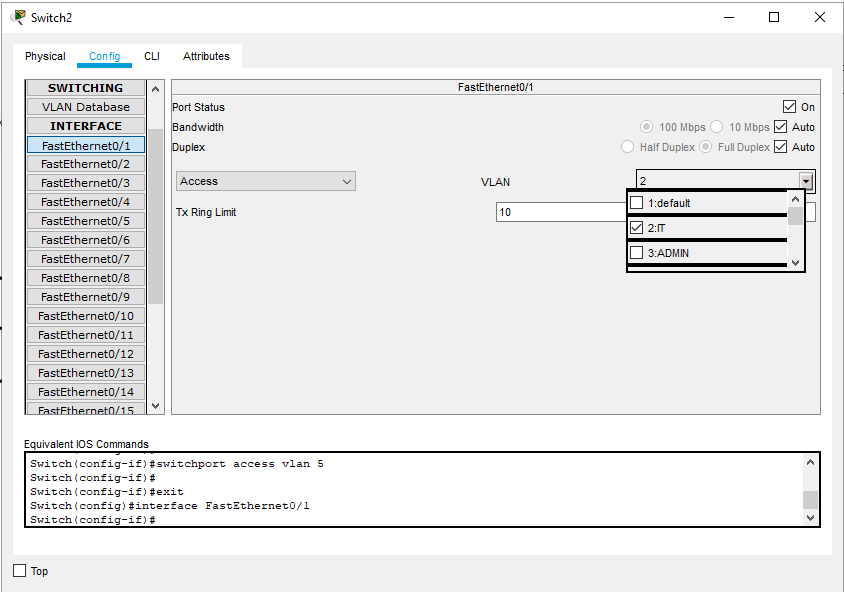 Switch2
Physical Config CLI Attributes
SWITCHING
VLAN Database
INTERFACE
FastEthernet0/1
FastEthernet0/2
FastEthernet0/3
FastEthernet0/4
FastEthernet0/5
FastEthernet0/6
FastEthernet0/7
FastEthernet0/8
FastEthernet0/9
FastEthernet0/10
FastEthernet0/11
FastEthernet0/12
FastEthernet0/13
FastEthernet0/14
FastEthernet0/15
FastEthernet0/1
Port Status On
Bandwidth 100 Mbps 10 Mbps Auto
Duplex Half Duplex Full Duplex Auto
Access VLAN 2
1:default
2:IT
3:ADMIN
Tx Ring Limit 10
Equivalent IOS Commands
Switch(config-if)#switchport access vlan 5
Switch(config-if)#
Switch(config-if)#exit
Switch(config)#interface FastEthernet0/1
Switch(config-if)#
Top